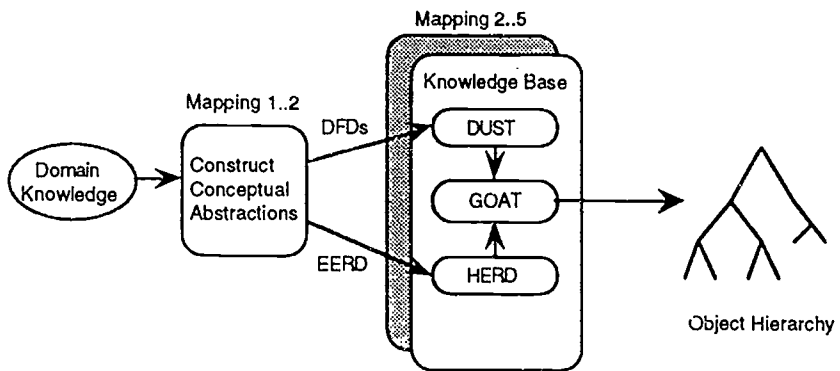 Mapping 2..5
Knowledge Base
Mapping 1..2
DFDs
DUST
Domain
Knowledge
Construct
Conceptual
Abstractions
GOAT
EERD
HERD
Object Hierarchy